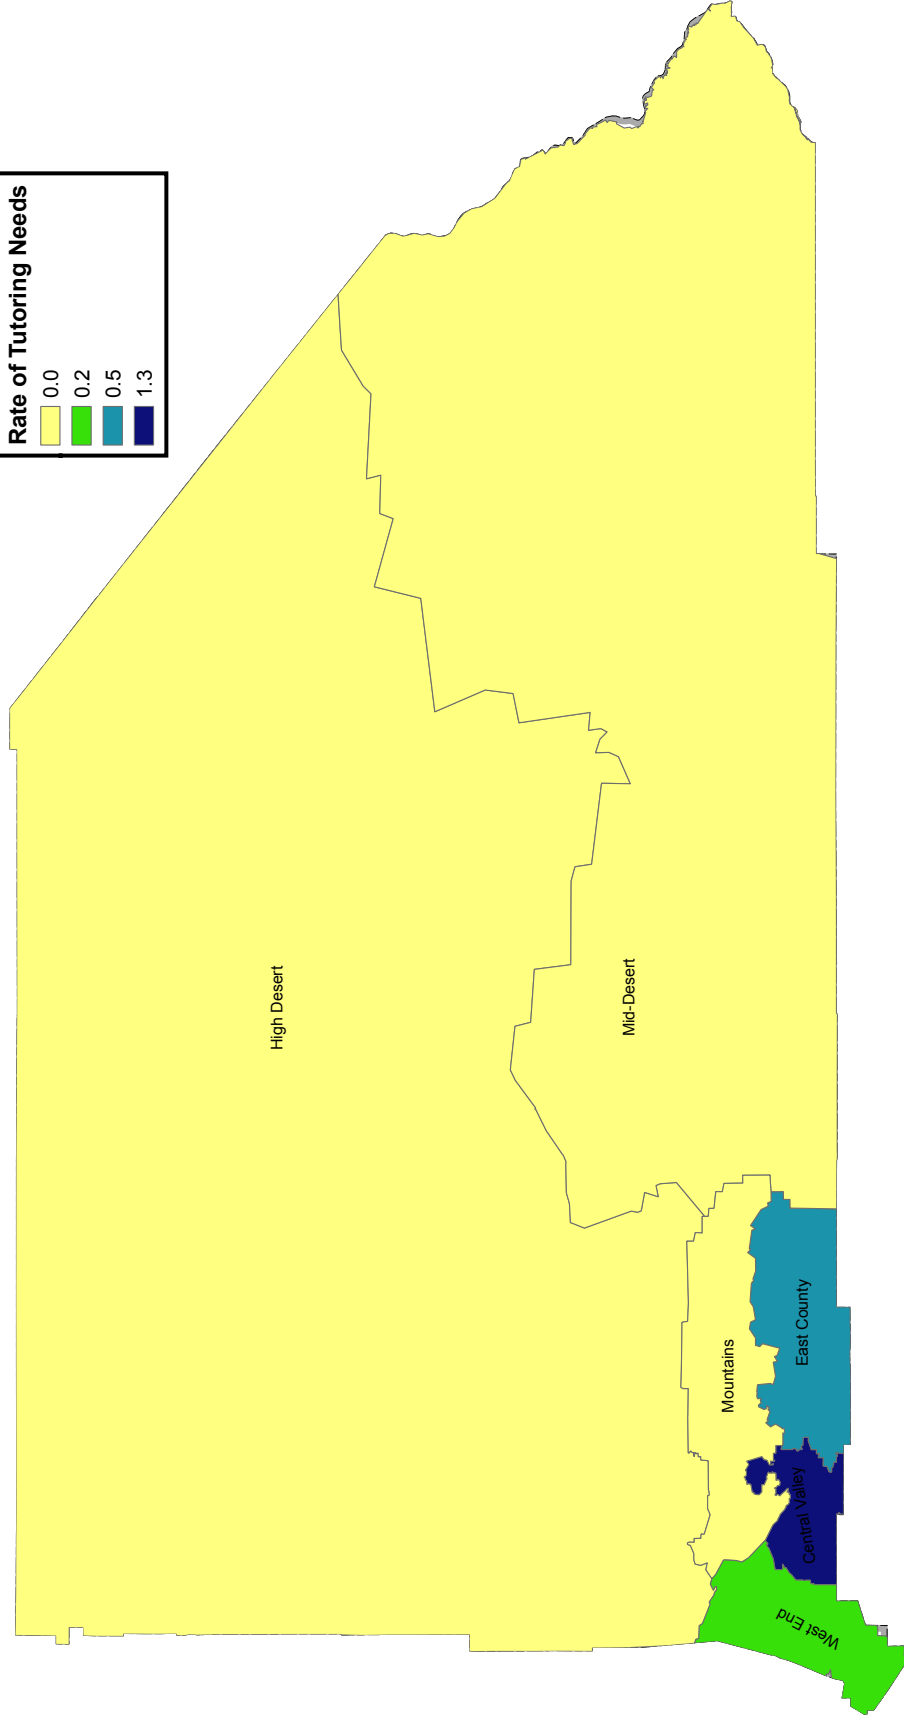 Rate of Tutoring Needs
0.0
0.2
0.5
1.3
High Desert
Mid-Desert
Mountains
East County
Central Valley
West End